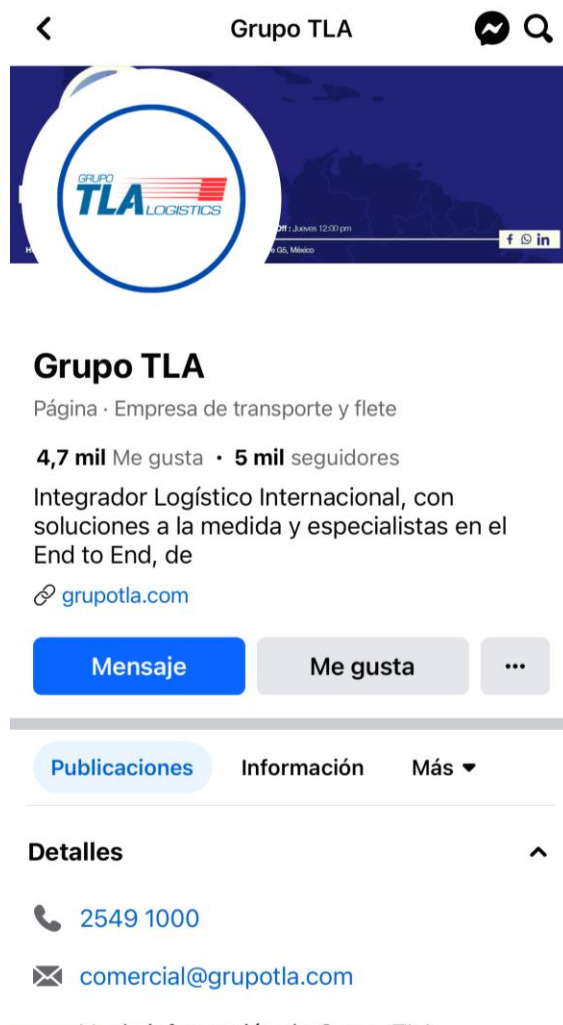 Grupo TLA
GRUPO
TLA LOGISTICS
Off : Jueves 12:00 pm
G5, México
f in
Grupo TLA
Página · Empresa de transporte y flete
4,7 mil Me gusta • 5 mil seguidores
Integrador Logístico Internacional, con
soluciones a la medida y especialistas en el
End to End, de
grupotla.com
Mensaje
Me gusta
Publicaciones
Información
Más
Detalles
2549 1000
comercial@grupotla.com